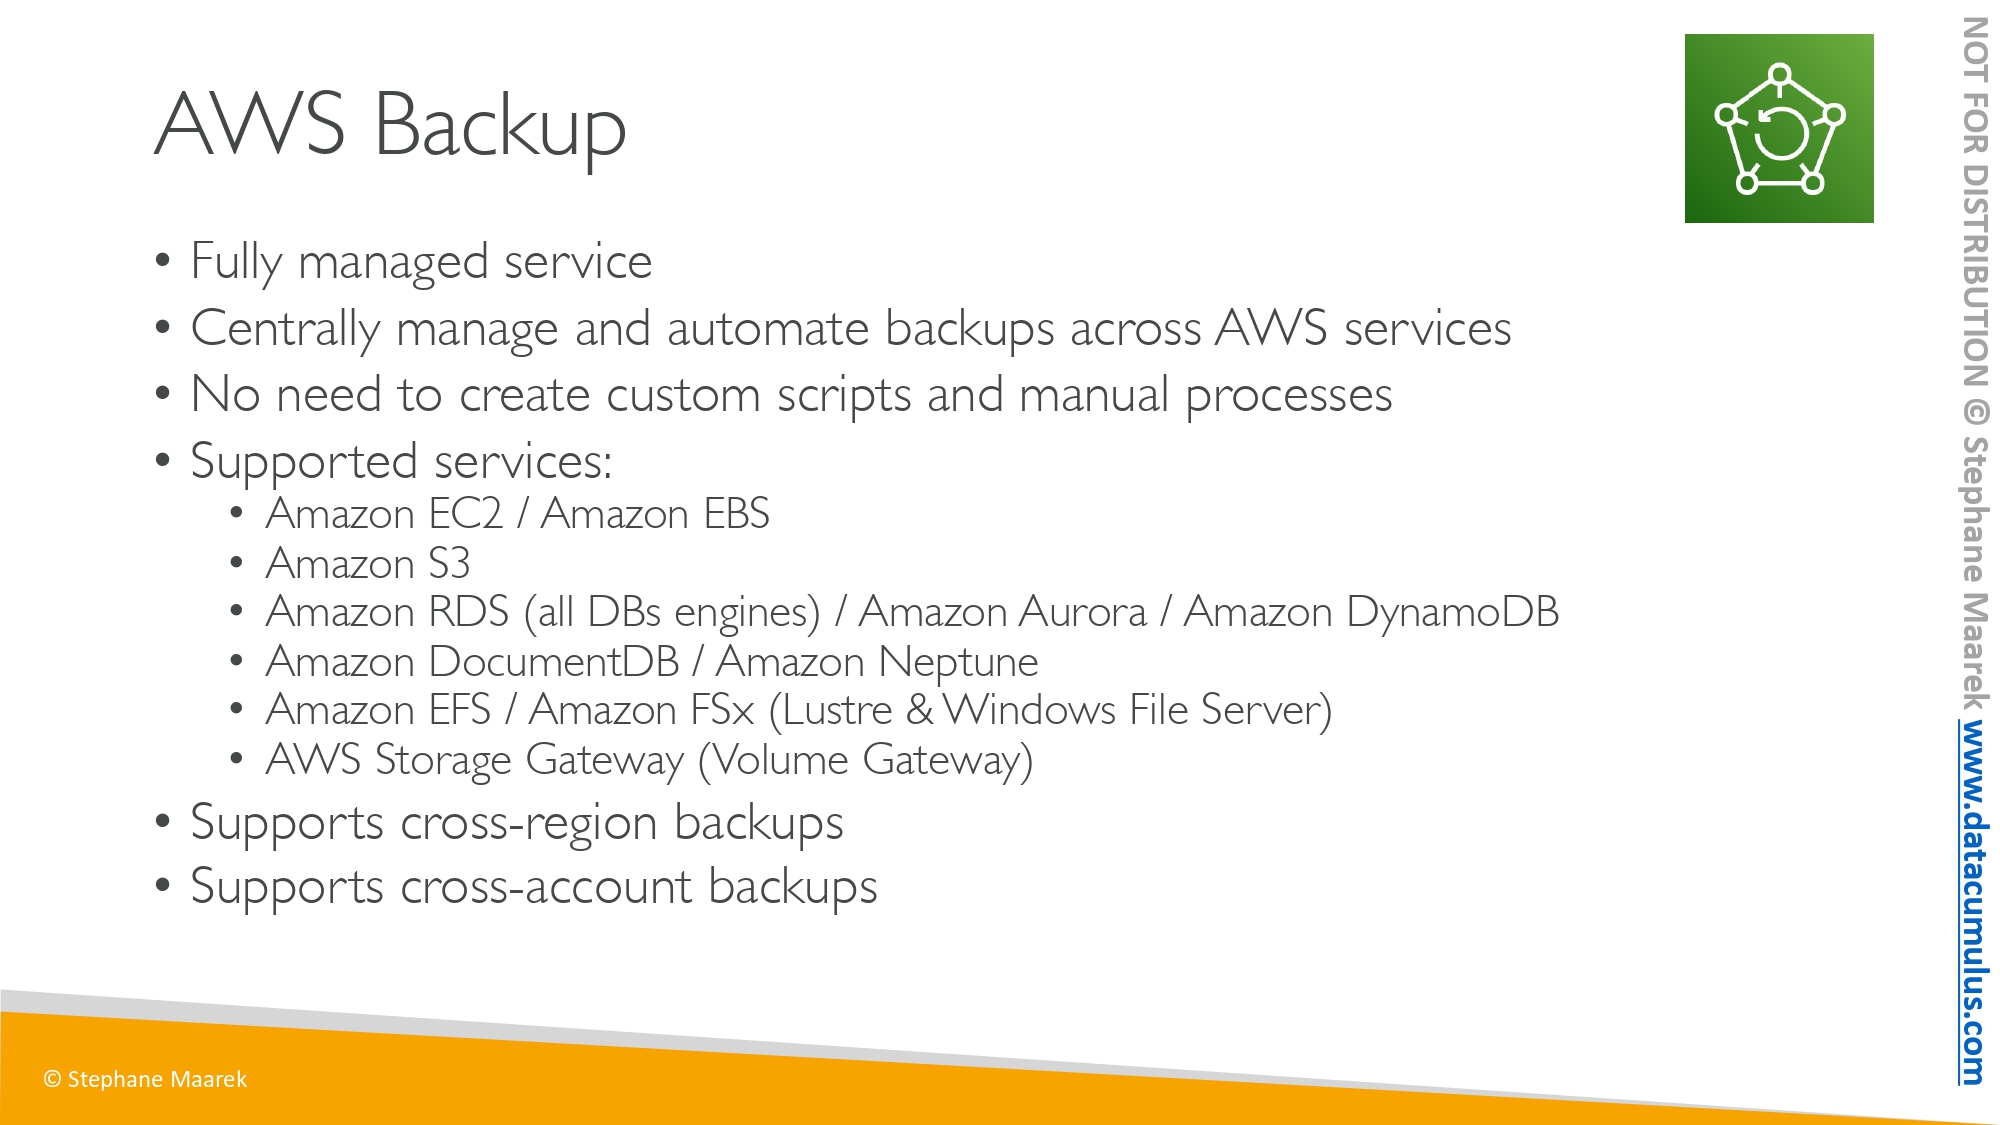 AWS Backup
• Fully managed service
• Centrally manage and automate backups across AWS services
• No need to create custom scripts and manual processes
• Supported services:
• Amazon EC2 / Amazon EBS
• Amazon S3
• Amazon RDS (all DBs engines) / Amazon Aurora / Amazon DynamoDB
• Amazon DocumentDB / Amazon Neptune
• Amazon EFS / Amazon FSx (Lustre & Windows File Server)
• AWS Storage Gateway (Volume Gateway)
• Supports cross-region backups
• Supports cross-account backups
© Stephane Maarek
NOT FOR DISTRIBUTION © Stephane Maarek www.datacumulus.com